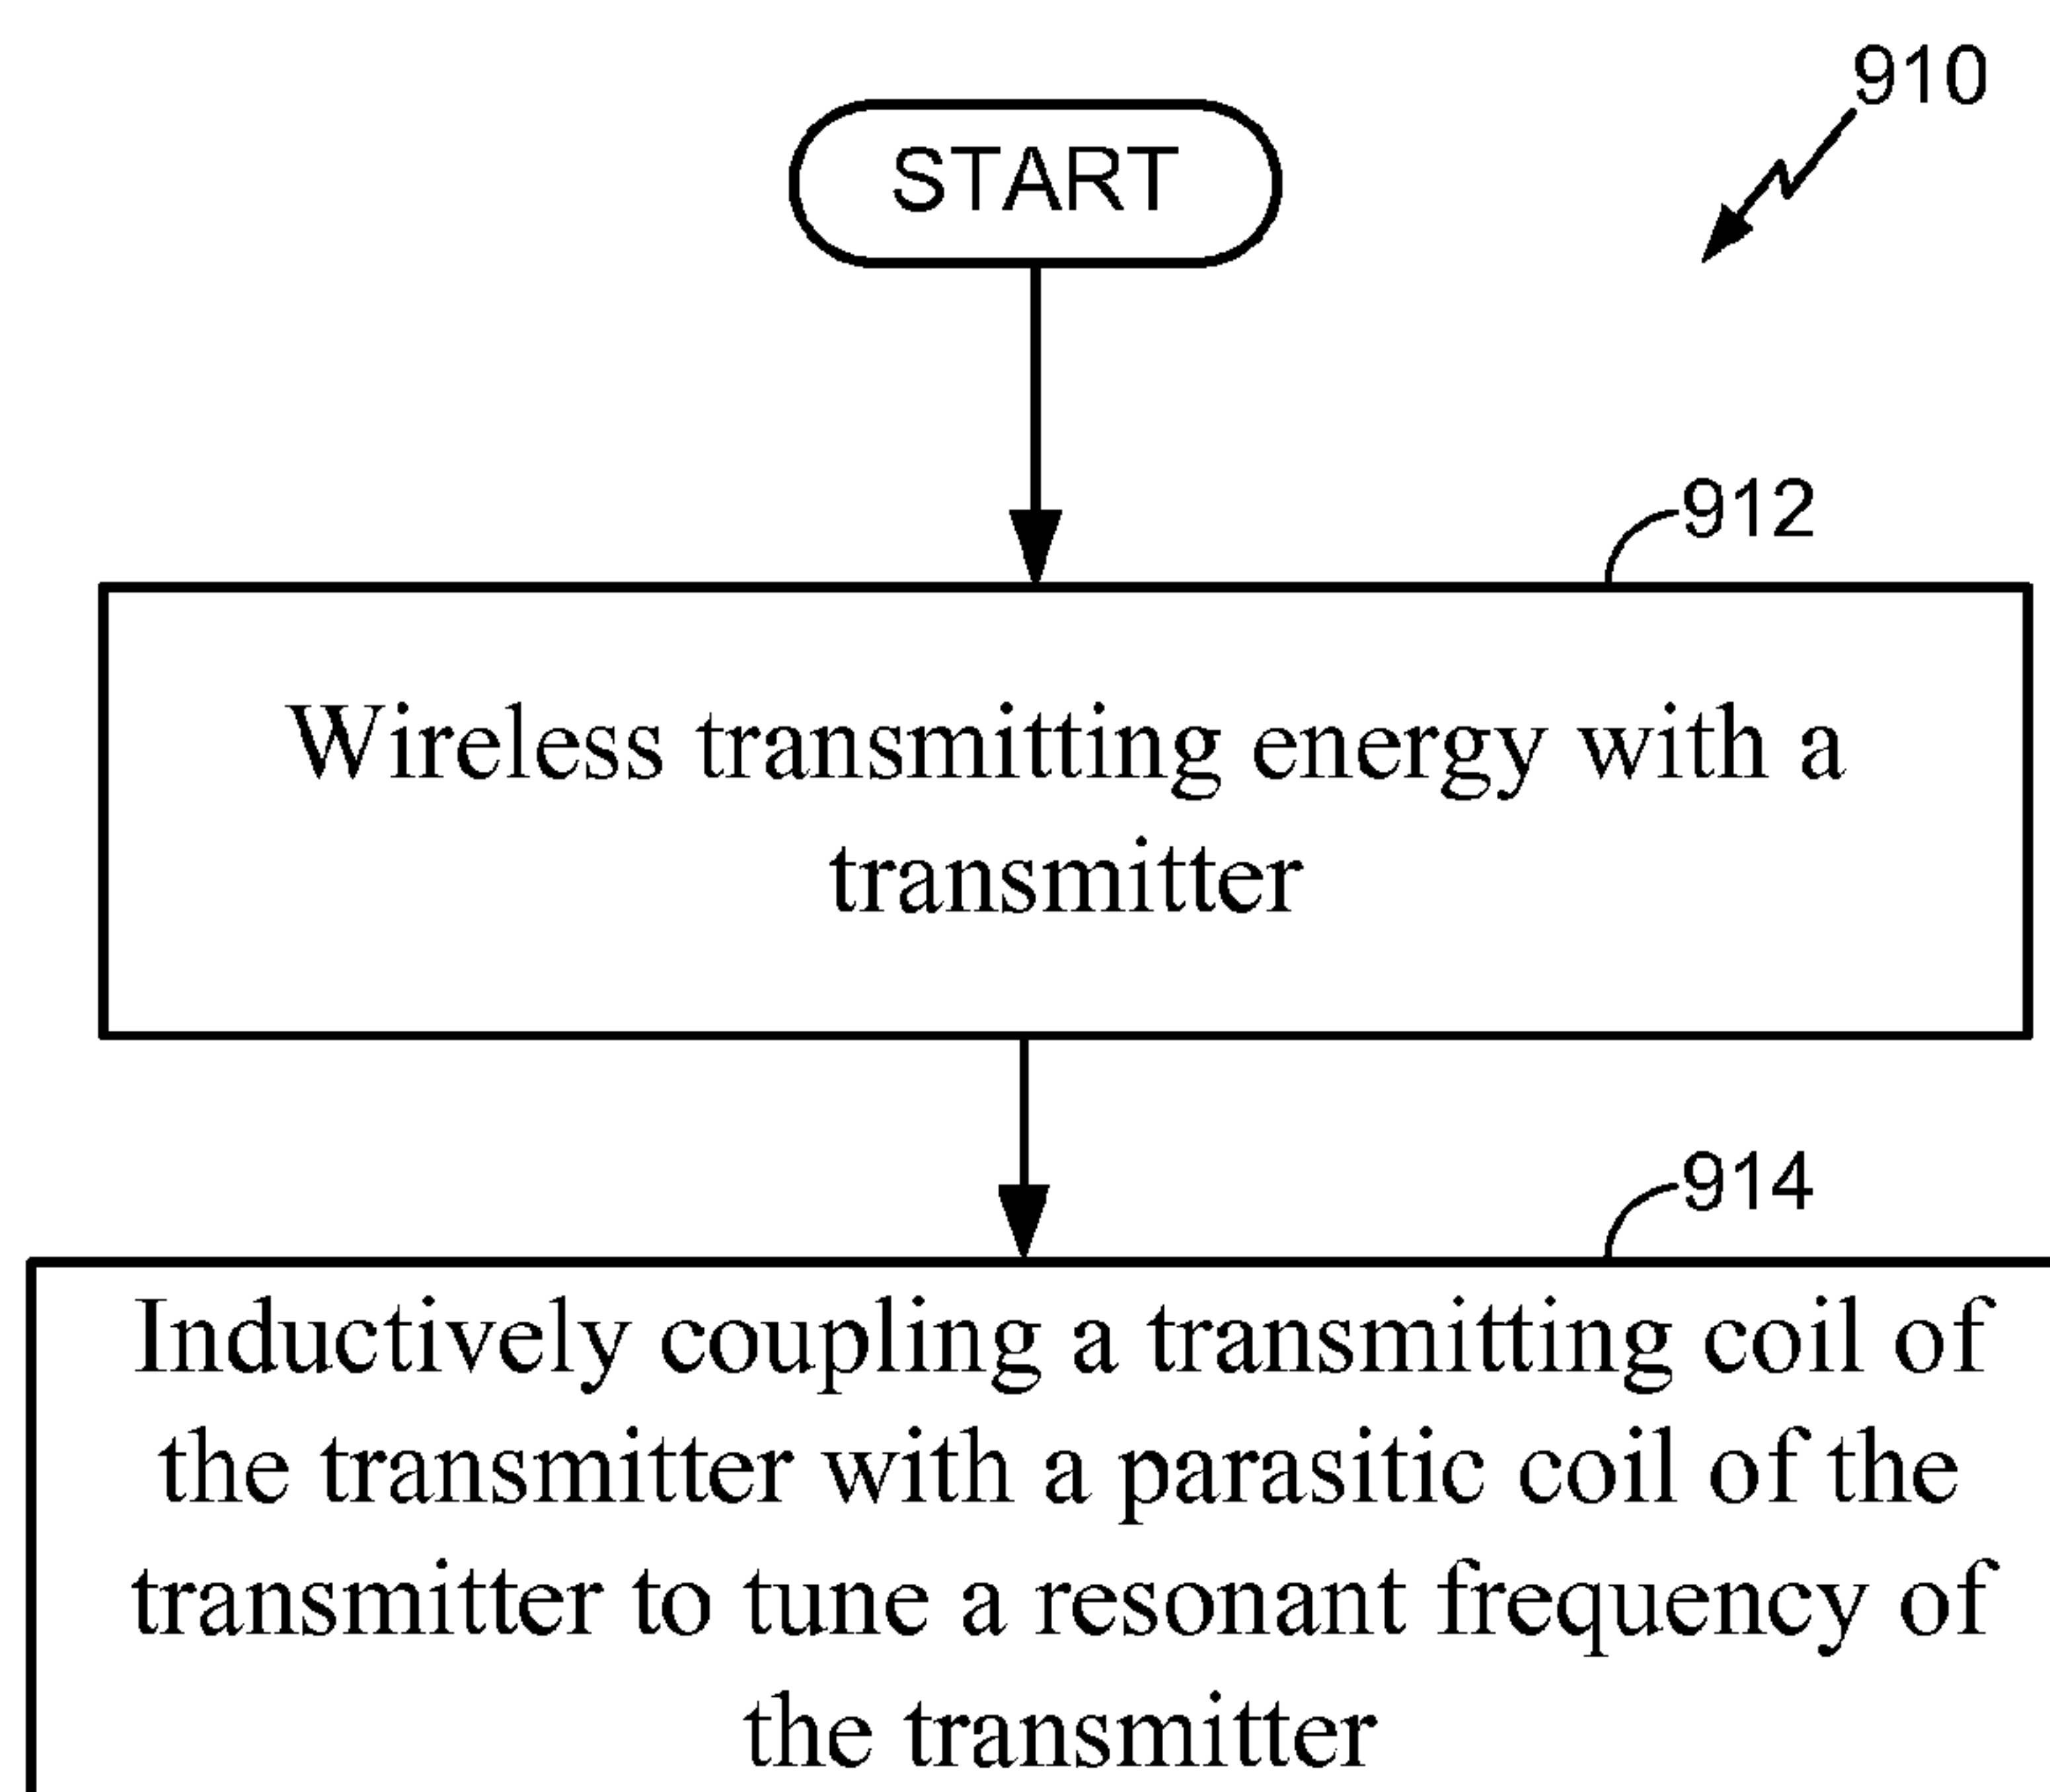 910
START
912
Wireless transmitting energy with a
transmitter
914
Inductively coupling a transmitting coil of
the transmitter with a parasitic coil of the
transmitter to tune a resonant frequency of
the transmitter